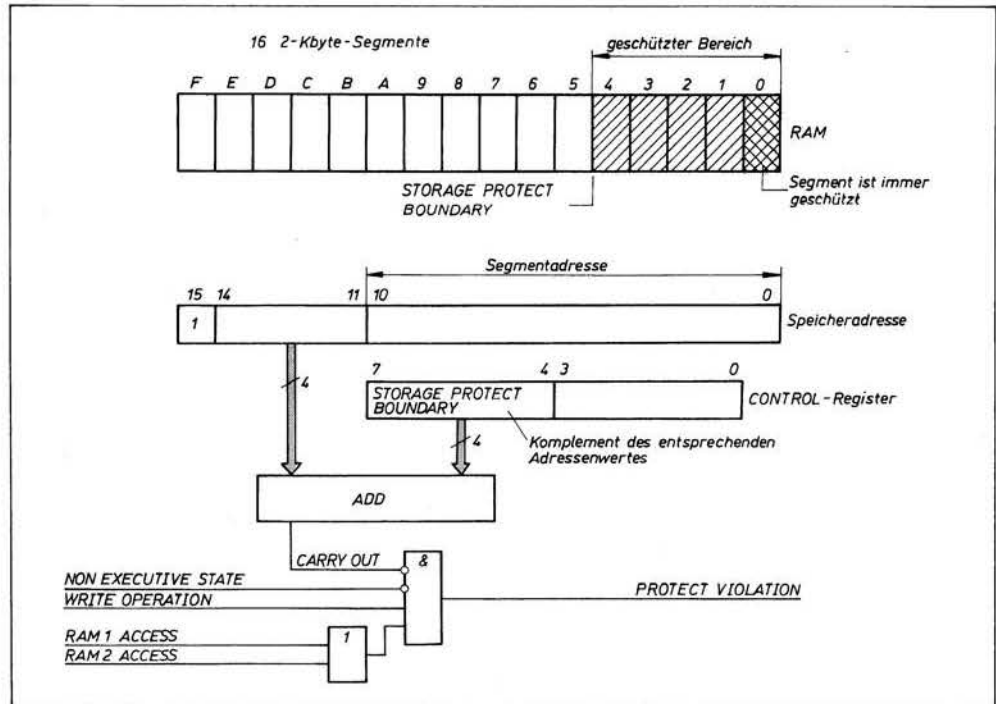 16 2-Kbyte-Segmente
geschützter Bereich
F E D C B A 9 8 7 6 5 4 3 2 1 0
RAM
STORAGE PROTECT
BOUNDARY
Segment ist immer
geschützt
Segmentadresse
15 14 11 10 0
1
Speicheradresse
4
7 4 3 0
STORAGE PROTECT
BOUNDARY
CONTROL-Register
4
Komplement des entsprechenden
Adressenwertes
ADD
CARRY OUT
&
NON EXECUTIVE STATE
WRITE OPERATION
PROTECT VIOLATION
RAM 1 ACCESS
RAM 2 ACCESS
1